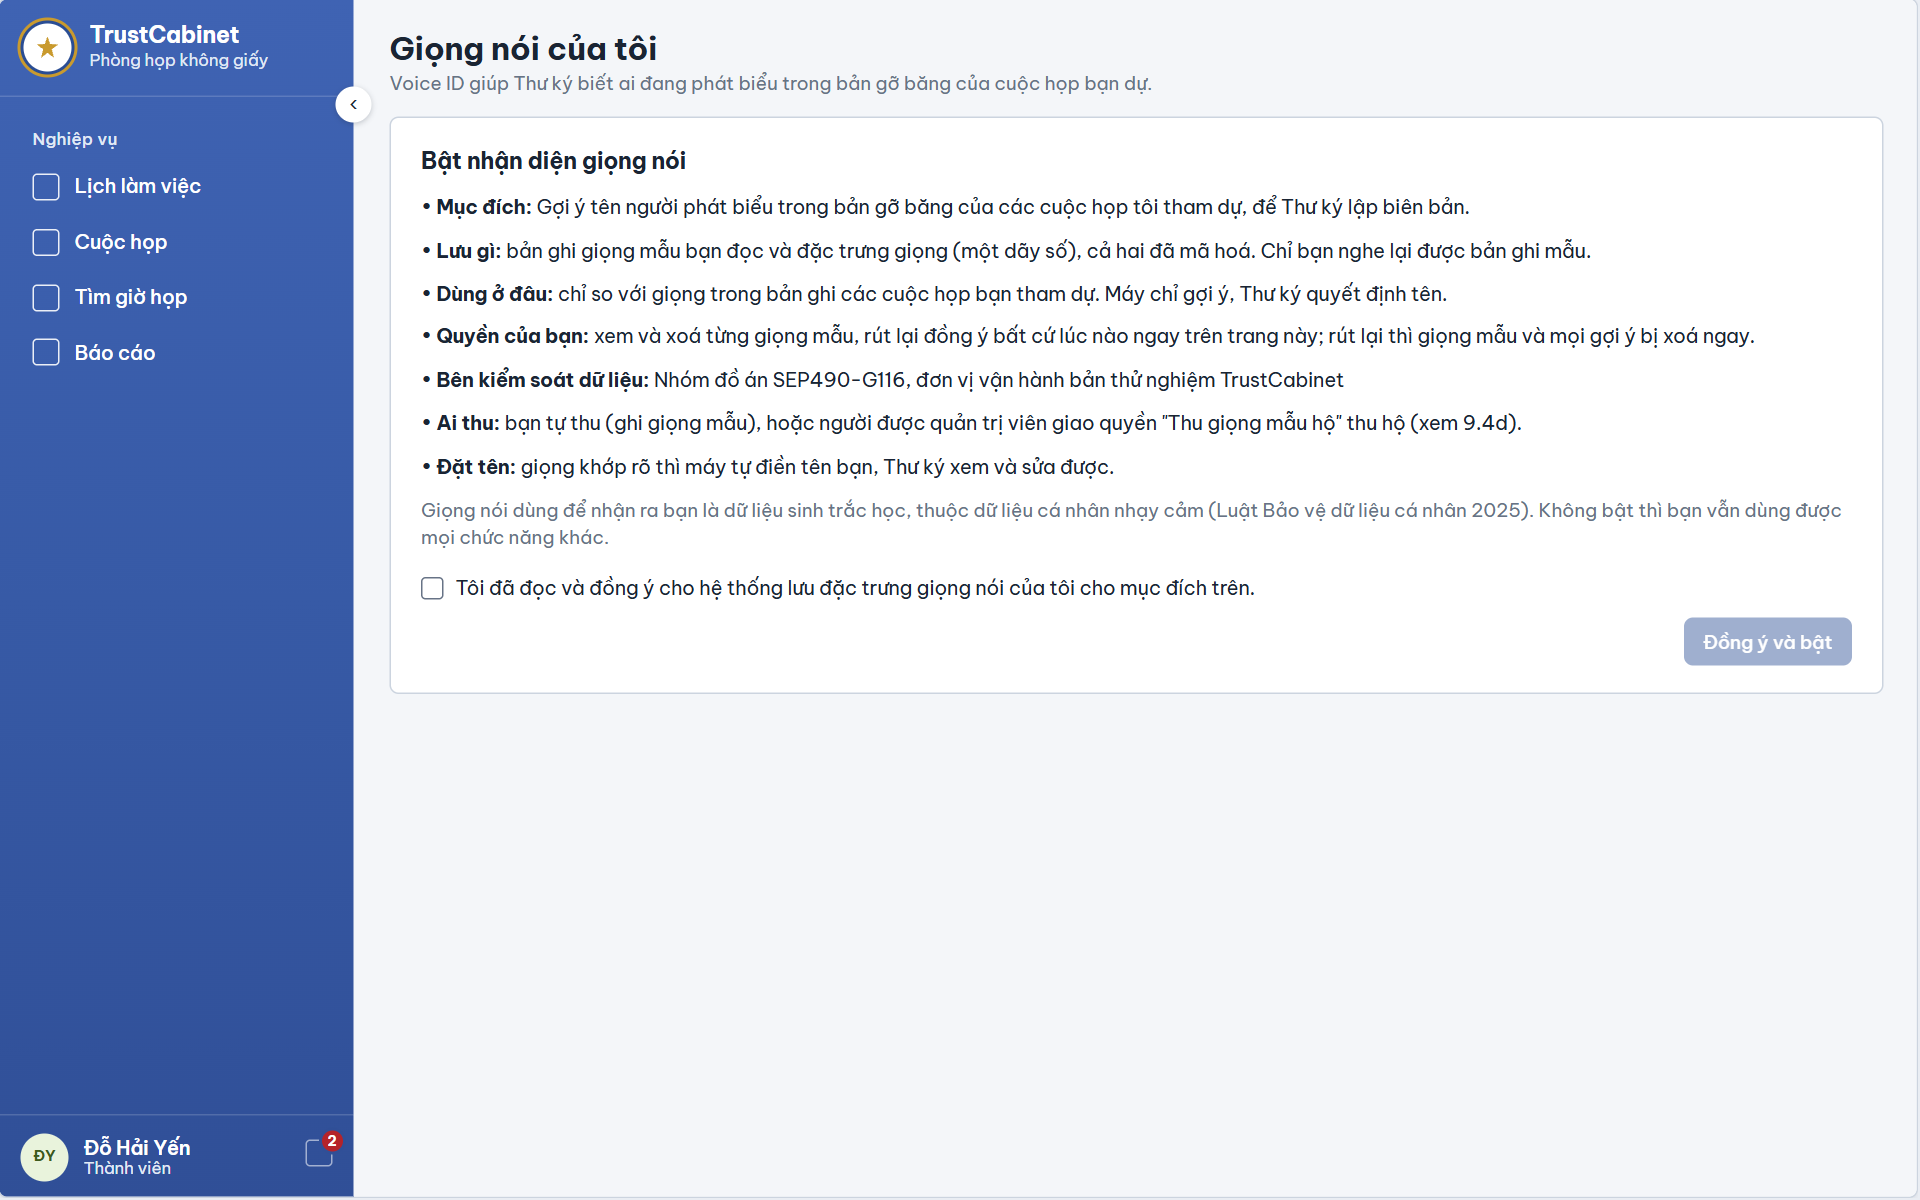 TrustCabinet
Phòng họp không giấy
Nghiệp vụ
Lịch làm việc
Cuộc họp
Tìm giờ họp
Báo cáo
ĐY
Đỗ Hải Yến
Thành viên
2
Giọng nói của tôi
Voice ID giúp Thư ký biết ai đang phát biểu trong bản gỡ băng của cuộc họp bạn dự.
Bật nhận diện giọng nói
• Mục đích: Gợi ý tên người phát biểu trong bản gỡ băng của các cuộc họp tôi tham dự, để Thư ký lập biên bản.
• Lưu gì: bản ghi giọng mẫu bạn đọc và đặc trưng giọng (một dãy số), cả hai đã mã hoá. Chỉ bạn nghe lại được bản ghi mẫu.
• Dùng ở đâu: chỉ so với giọng trong bản ghi các cuộc họp bạn tham dự. Máy chỉ gợi ý, Thư ký quyết định tên.
• Quyền của bạn: xem và xoá từng giọng mẫu, rút lại đồng ý bất cứ lúc nào ngay trên trang này; rút lại thì giọng mẫu và mọi gợi ý bị xoá ngay.
• Bên kiểm soát dữ liệu: Nhóm đồ án SEP490-G116, đơn vị vận hành bản thử nghiệm TrustCabinet
• Ai thu: bạn tự thu (ghi giọng mẫu), hoặc người được quản trị viên giao quyền "Thu giọng mẫu hộ" thu hộ (xem 9.4d).
• Đặt tên: giọng khớp rõ thì máy tự điền tên bạn, Thư ký xem và sửa được.
Giọng nói dùng để nhận ra bạn là dữ liệu sinh trắc học, thuộc dữ liệu cá nhân nhạy cảm (Luật Bảo vệ dữ liệu cá nhân 2025). Không bật thì bạn vẫn dùng được
mọi chức năng khác.
Tôi đã đọc và đồng ý cho hệ thống lưu đặc trưng giọng nói của tôi cho mục đích trên.
Đồng ý và bật